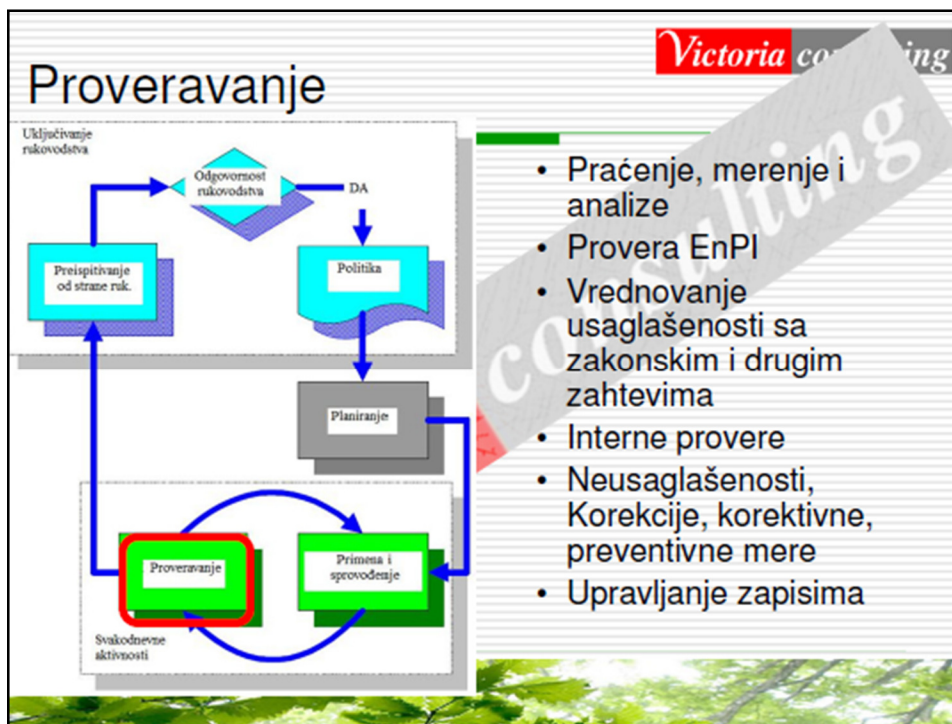 Victoria consulting
Proveravanje
Uključivanje
rukovodstva
Odgovornost
rukovodstva
DA
Preispitivanje
od strane ruk.
Politika
Planiranje
Proveravanje
Primena i
sprovođenje
Svakodnevne
aktivnosti
• Praćenje, merenje i
analize
• Provera EnPI
• Vrednovanje
usaglašenosti sa
zakonskim i drugim
zahtevima
• Interne provere
• Neusaglašenosti,
Korekcije, korektivne,
preventivne mere
• Upravljanje zapisima
consulting